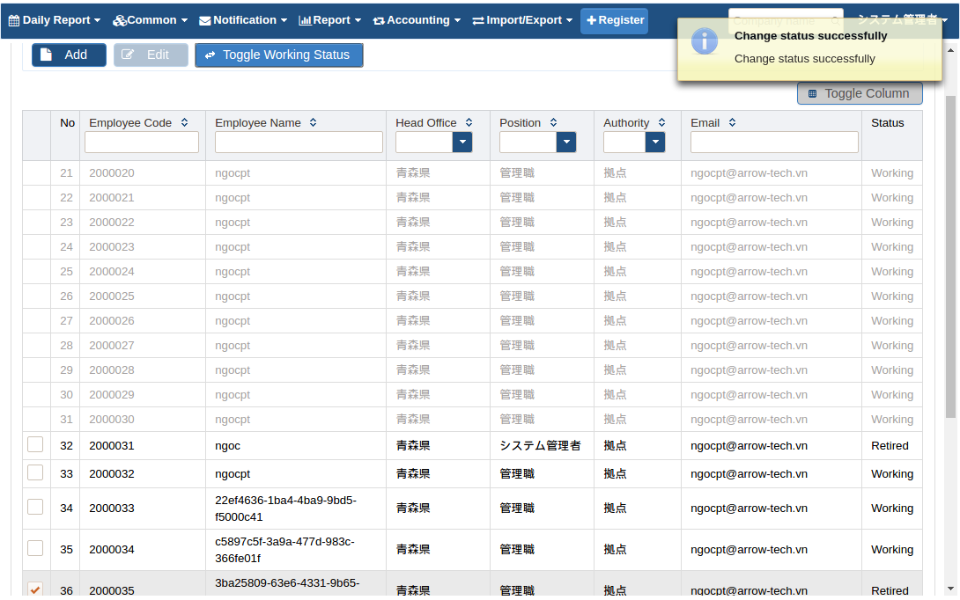 Daily Report Common Notification Report Accounting Import/Export Register システム管理者
Change status successfully
Change status successfully
Add Edit Toggle Working Status
Toggle Column
No Employee Code Employee Name Head Office Position Authority Email Status
21 2000020 ngocpt 青森県 管理職 拠点 ngocpt@arrow-tech.vn Working
22 2000021 ngocpt 青森県 管理職 拠点 ngocpt@arrow-tech.vn Working
23 2000022 ngocpt 青森県 管理職 拠点 ngocpt@arrow-tech.vn Working
24 2000023 ngocpt 青森県 管理職 拠点 ngocpt@arrow-tech.vn Working
25 2000024 ngocpt 青森県 管理職 拠点 ngocpt@arrow-tech.vn Working
26 2000025 ngocpt 青森県 管理職 拠点 ngocpt@arrow-tech.vn Working
27 2000026 ngocpt 青森県 管理職 拠点 ngocpt@arrow-tech.vn Working
28 2000027 ngocpt 青森県 管理職 拠点 ngocpt@arrow-tech.vn Working
29 2000028 ngocpt 青森県 管理職 拠点 ngocpt@arrow-tech.vn Working
30 2000029 ngocpt 青森県 管理職 拠点 ngocpt@arrow-tech.vn Working
31 2000030 ngocpt 青森県 管理職 拠点 ngocpt@arrow-tech.vn Working
32 2000031 ngoc 青森県 システム管理者 拠点 ngocpt@arrow-tech.vn Retired
33 2000032 ngocpt 青森県 管理職 拠点 ngocpt@arrow-tech.vn Working
34 2000033 22ef4636-1ba4-4ba9-9bd5-
f5000c41 青森県 管理職 拠点 ngocpt@arrow-tech.vn Working
35 2000034 c5897c5f-3a9a-477d-983c-
366fe01f 青森県 管理職 拠点 ngocpt@arrow-tech.vn Working
36 2000035 3ba25809-63e6-4331-9b65- 青森県 管理職 拠点 ngocpt@arrow-tech.vn Retired